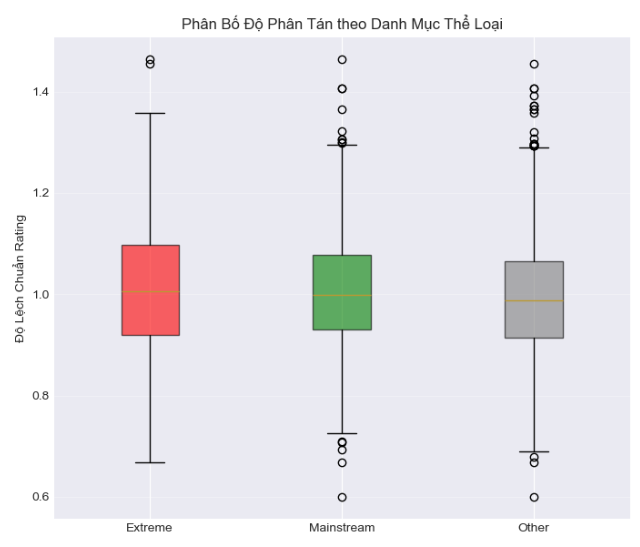 Phân Bố Độ Phân Tán theo Danh Mục Thể Loại
Độ Lệch Chuẩn Rating
1.4
1.2
1.0
0.8
0.6
Extreme
Mainstream
Other